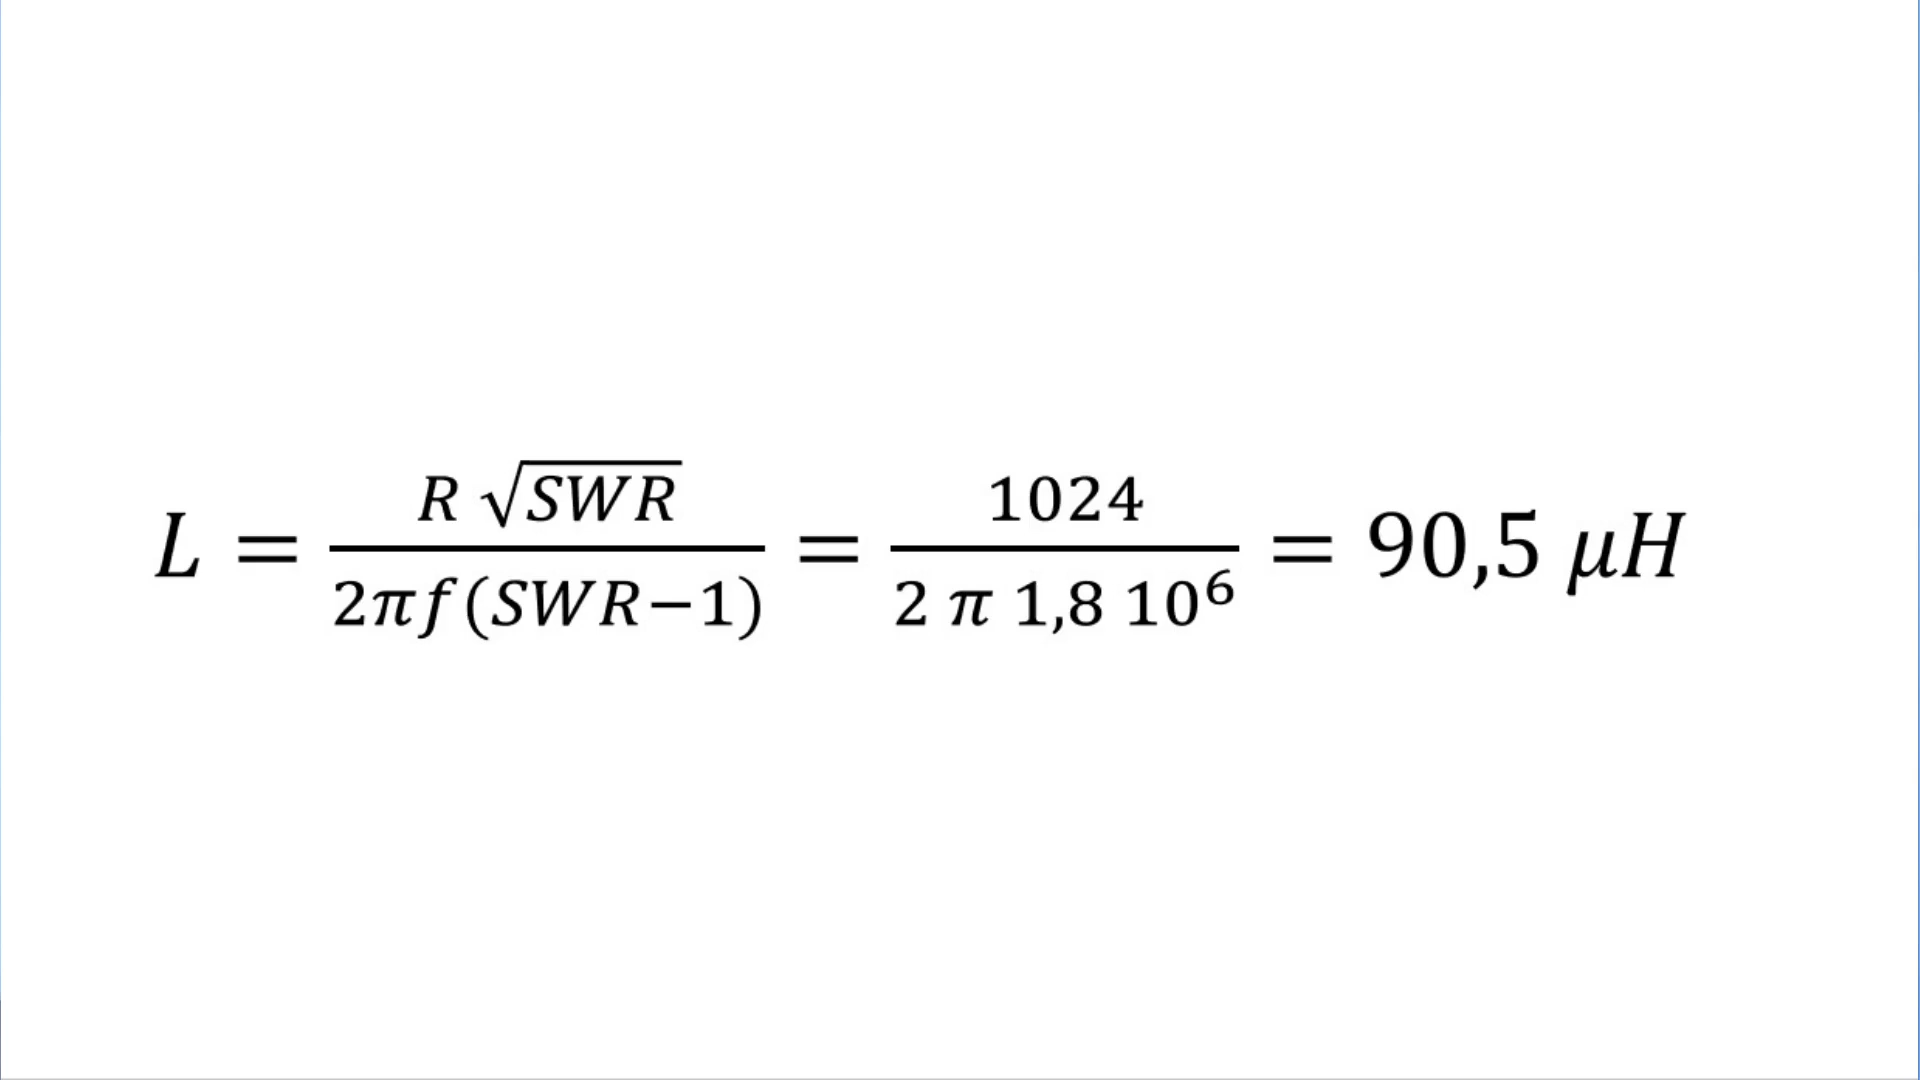 L = R √SWR / 2πf(SWR−1) = 1024 / 2 π 1,8 10⁶ = 90,5 μH